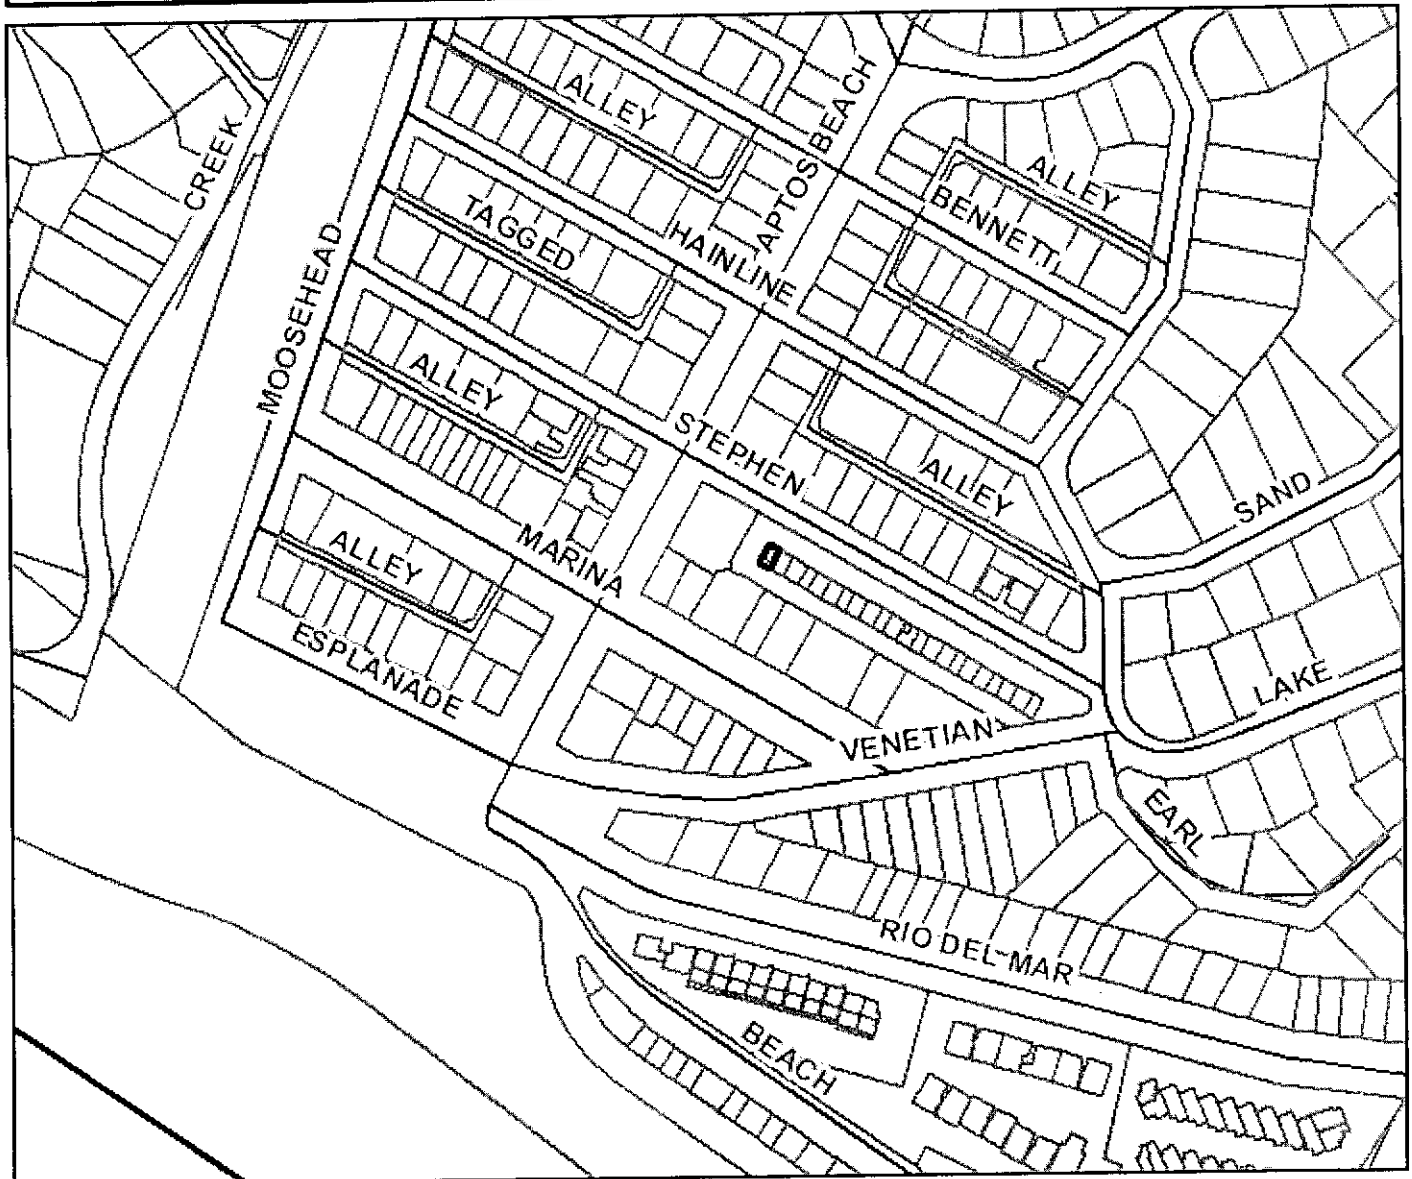 ALLEY
APTOS BEACH
CREEK
ALLEY
BENNETT
TAGGED
HAINLINE
MOOSEHEAD
ALLEY
STEPHEN
ALLEY
SAND
MARINA
ALLEY
ESPLANADE
LAKE
VENETIAN
EARL
RIO DEL MAR
BEACH